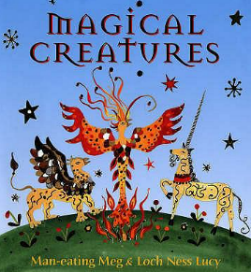 MAGICAL
CREATURES
Man-eating Meg & Loch Ness Lucy